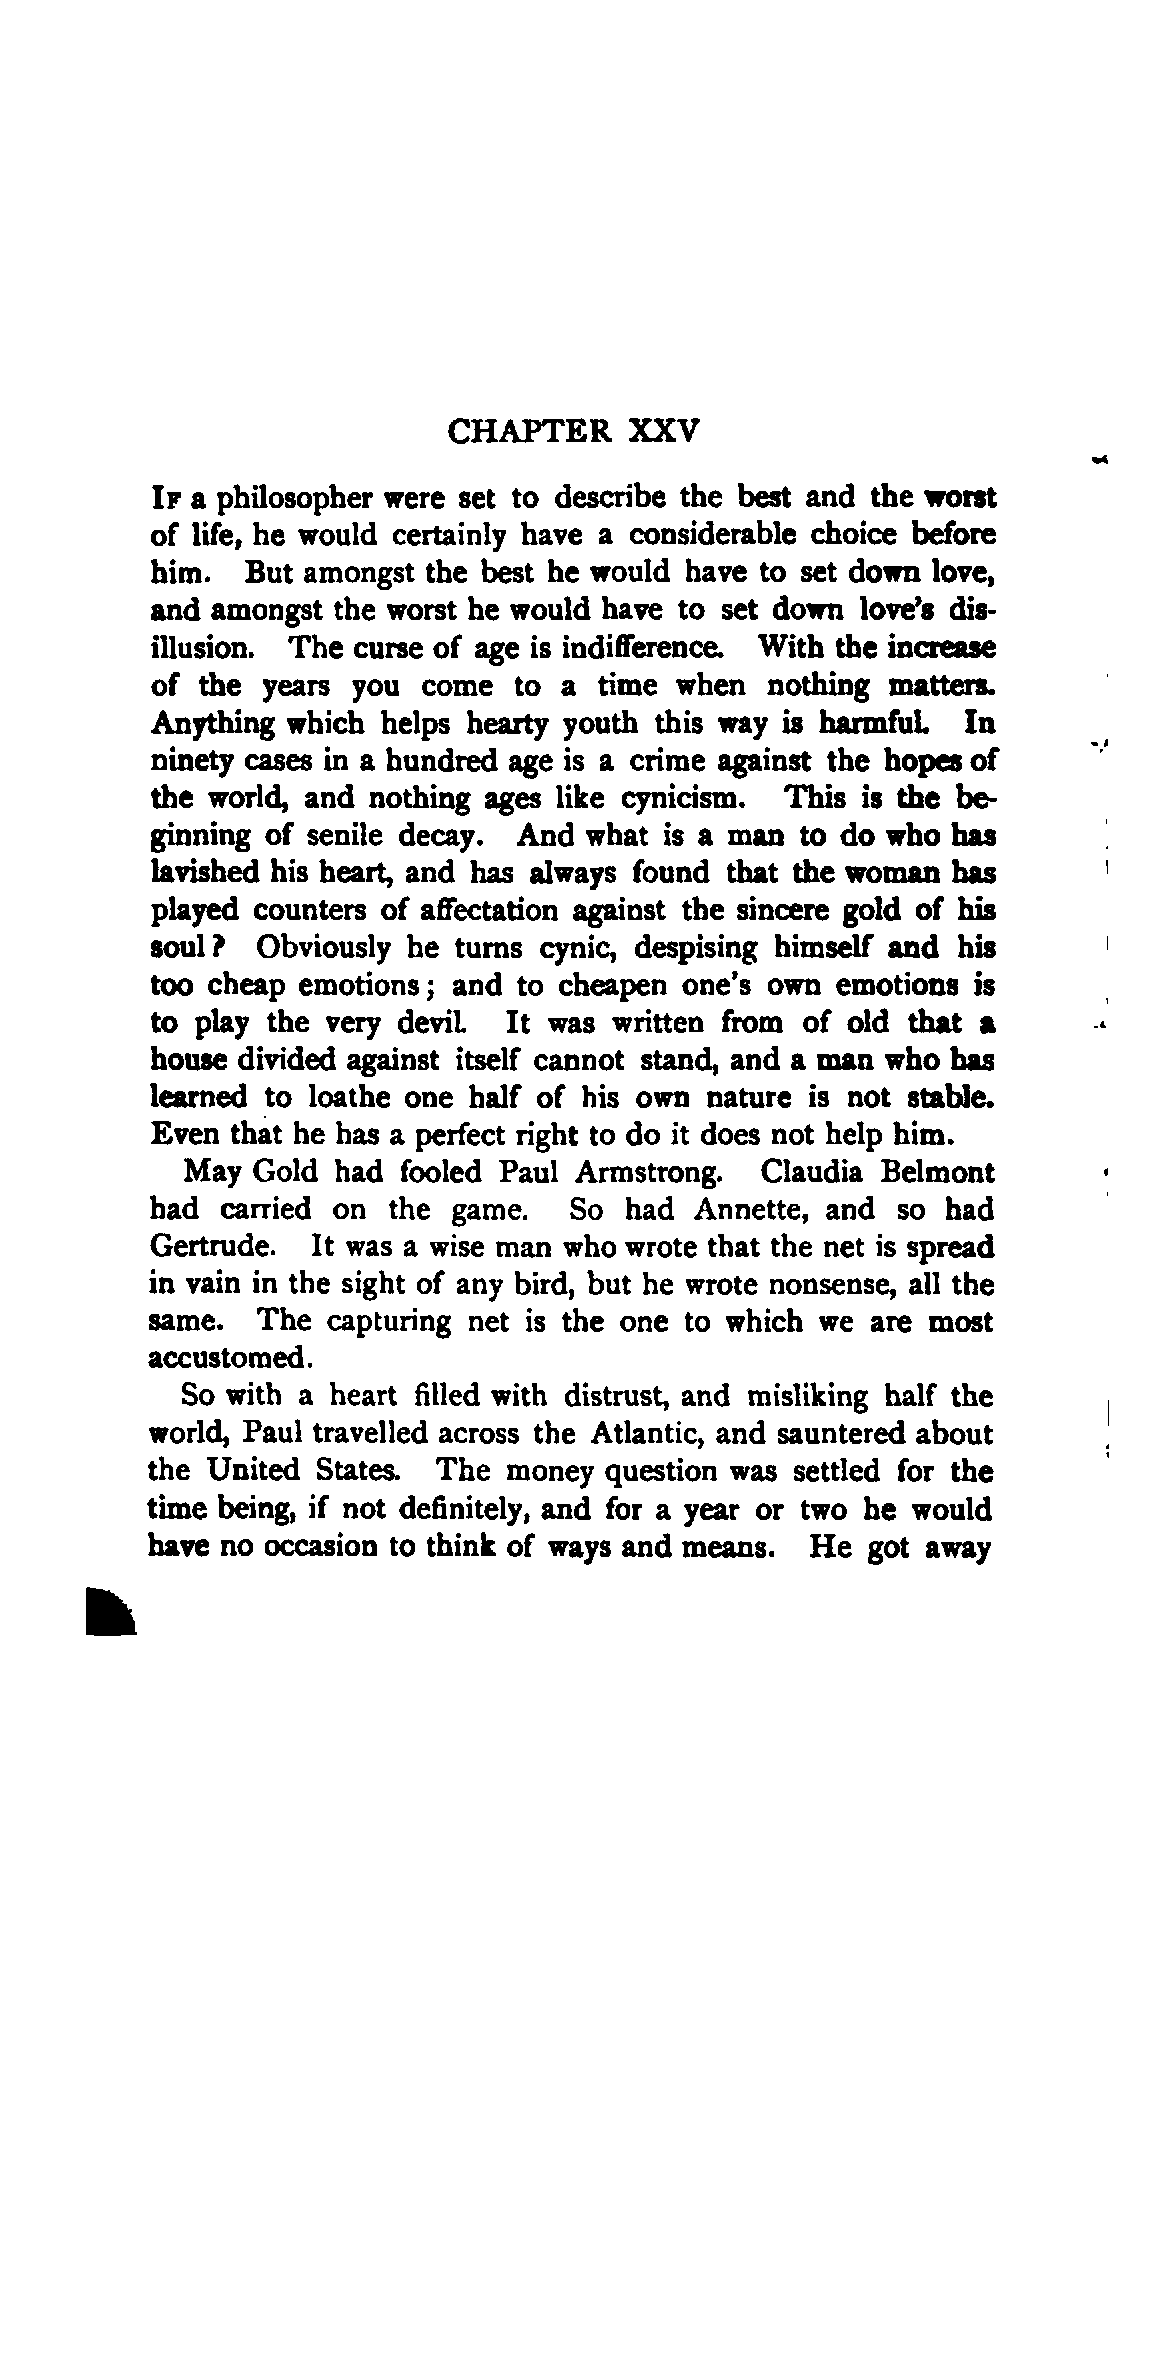 CHAPTER XXV
IF a philosopher were set to describe the best and the worst
of life, he would certainly have a considerable choice before
him. But amongst the best he would have to set down love,
and amongst the worst he would have to set down love's dis-
illusion. The curse of age is indifference. With the increase
of the years you come to a time when nothing matters.
Anything which helps hearty youth this way is harmful. In
ninety cases in a hundred age is a crime against the hopes of
the world, and nothing ages like cynicism. This is the be-
ginning of senile decay. And what is a man to do who has
lavished his heart, and has always found that the woman has
played counters of affectation against the sincere gold of his
soul? Obviously he turns cynic, despising himself and his
too cheap emotions; and to cheapen one's own emotions is
to play the very devil. It was written from of old that a
house divided against itself cannot stand, and a man who has
learned to loathe one half of his own nature is not stable.
Even that he has a perfect right to do it does not help him.
May Gold had fooled Paul Armstrong. Claudia Belmont
had carried on the game. So had Annette, and so had
Gertrude. It was a wise man who wrote that the net is spread
in vain in the sight of any bird, but he wrote nonsense, all the
same. The capturing net is the one to which we are most
accustomed.
So with a heart filled with distrust, and misliking half the
world, Paul travelled across the Atlantic, and sauntered about
the United States. The money question was settled for the
time being, if not definitely, and for a year or two he would
have no occasion to think of ways and means. He got away